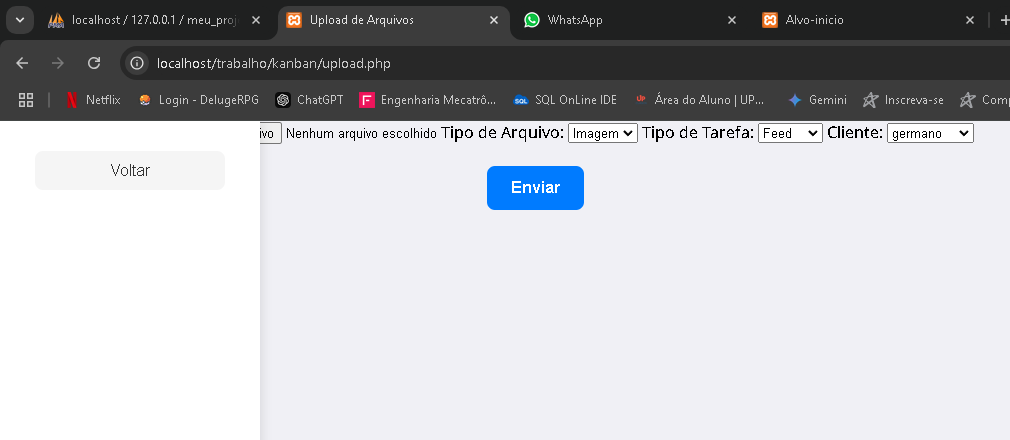 localhost / 127.0.0.1 / meu_proj
Upload de Arquivos
WhatsApp
Alvo-inicio
localhost/trabalho/kanban/upload.php
Netflix
Login - DelugeRPG
ChatGPT
Engenharia Mecatrô...
SQL OnLine IDE
Área do Aluno | UP...
Gemini
Inscreva-se
Comp
Voltar
ivo Nenhum arquivo escolhido Tipo de Arquivo: Imagem Tipo de Tarefa: Feed Cliente: germano
Enviar